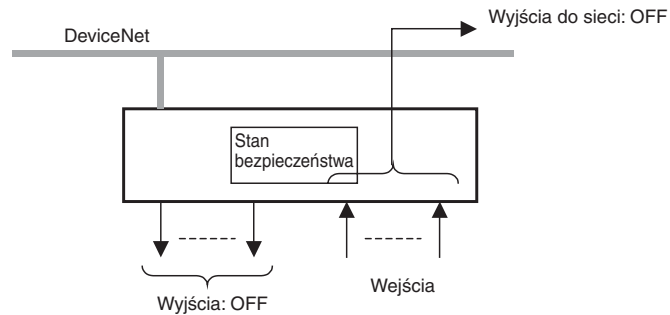 Wyjścia do sieci: OFF
DeviceNet
Stan
bezpieczeństwa
Wejścia
Wyjścia: OFF